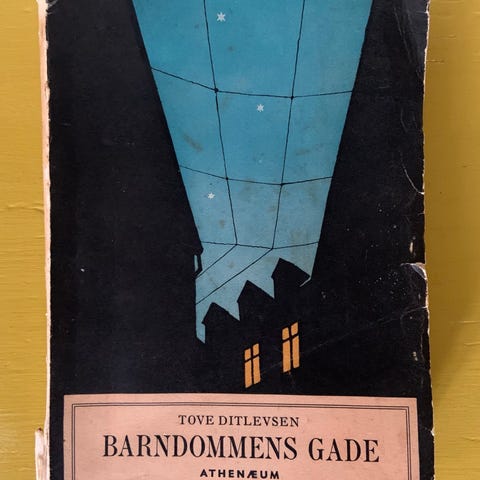 TOVE DITLEVSEN
BARNDOMMENS GADE
ATHENÆUM